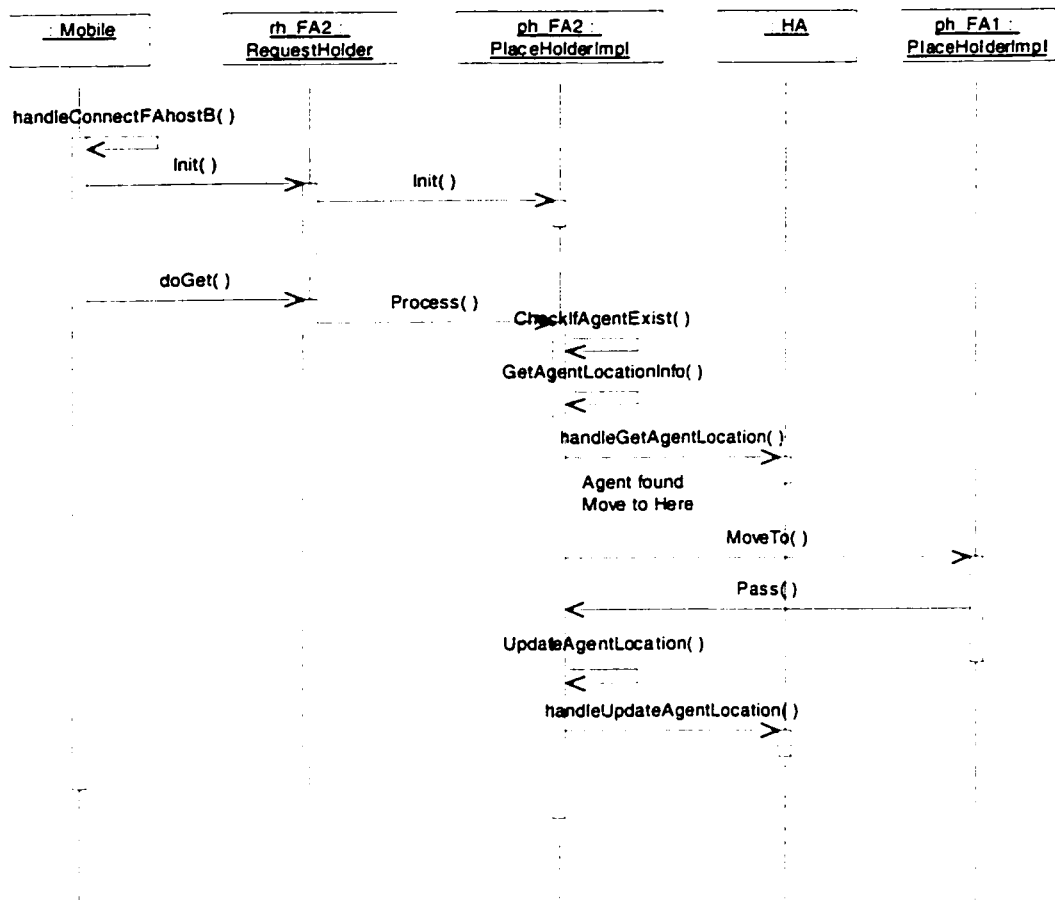 : Mobile
rh_FA2 :
RequestHolder
ph_FA2 :
PlaceHolderImpl
: HA
ph_FA1 :
PlaceHolderImpl
handleConnectFAhostB( )
Init( )
Init( )
doGet( )
Process( )
CheckIfAgentExist( )
GetAgentLocationInfo( )
handleGetAgentLocation( )
Agent found
Move to Here
MoveTo( )
Pass( )
UpdateAgentLocation( )
handleUpdateAgentLocation( )